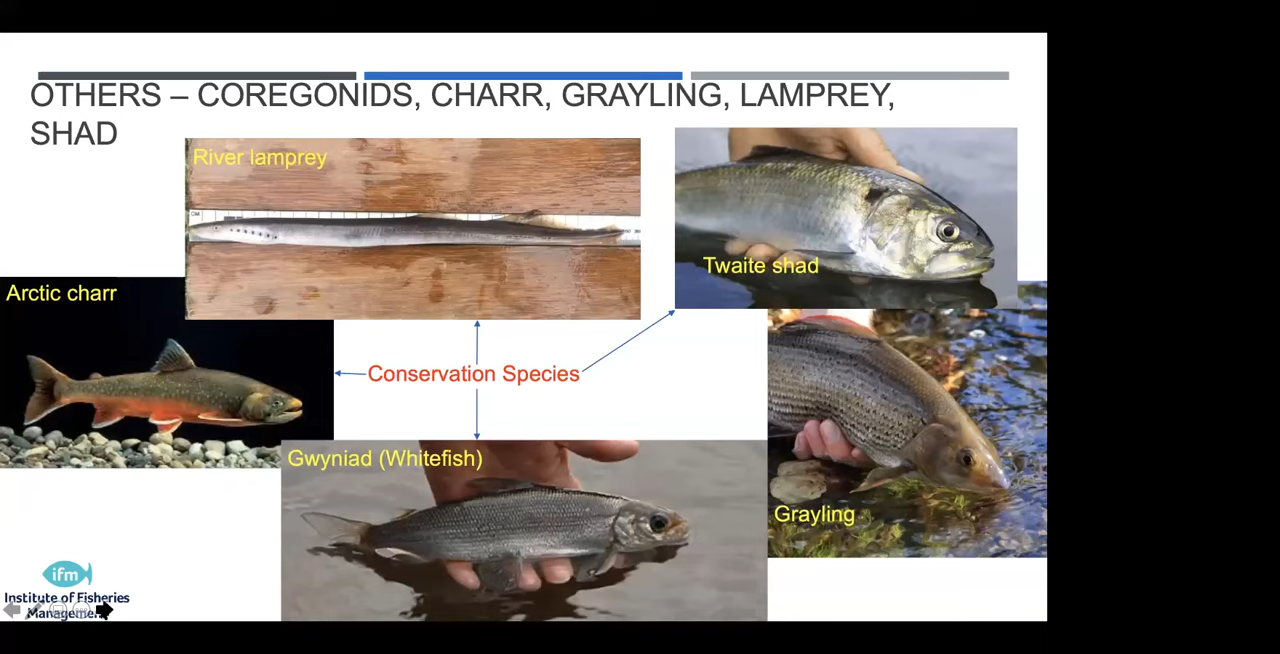 OTHERS – COREGONIDS, CHARR, GRAYLING, LAMPREY,
SHAD
River lamprey
Twaite shad
Arctic charr
Conservation Species
Gwyniad (Whitefish)
Grayling
ifm
Institute of Fisheries
Management